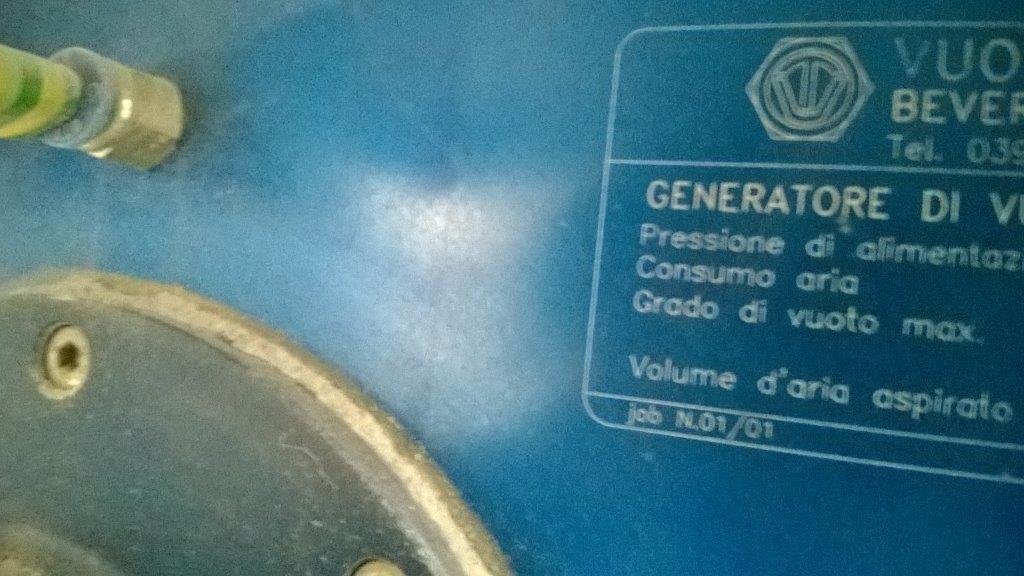 VUO
BEVER
Tel. 039
GENERATORE DI VU
Pressione di alimentaz
Consumo aria
Grado di vuoto max.
Volume d'aria aspirato
job N.01/01